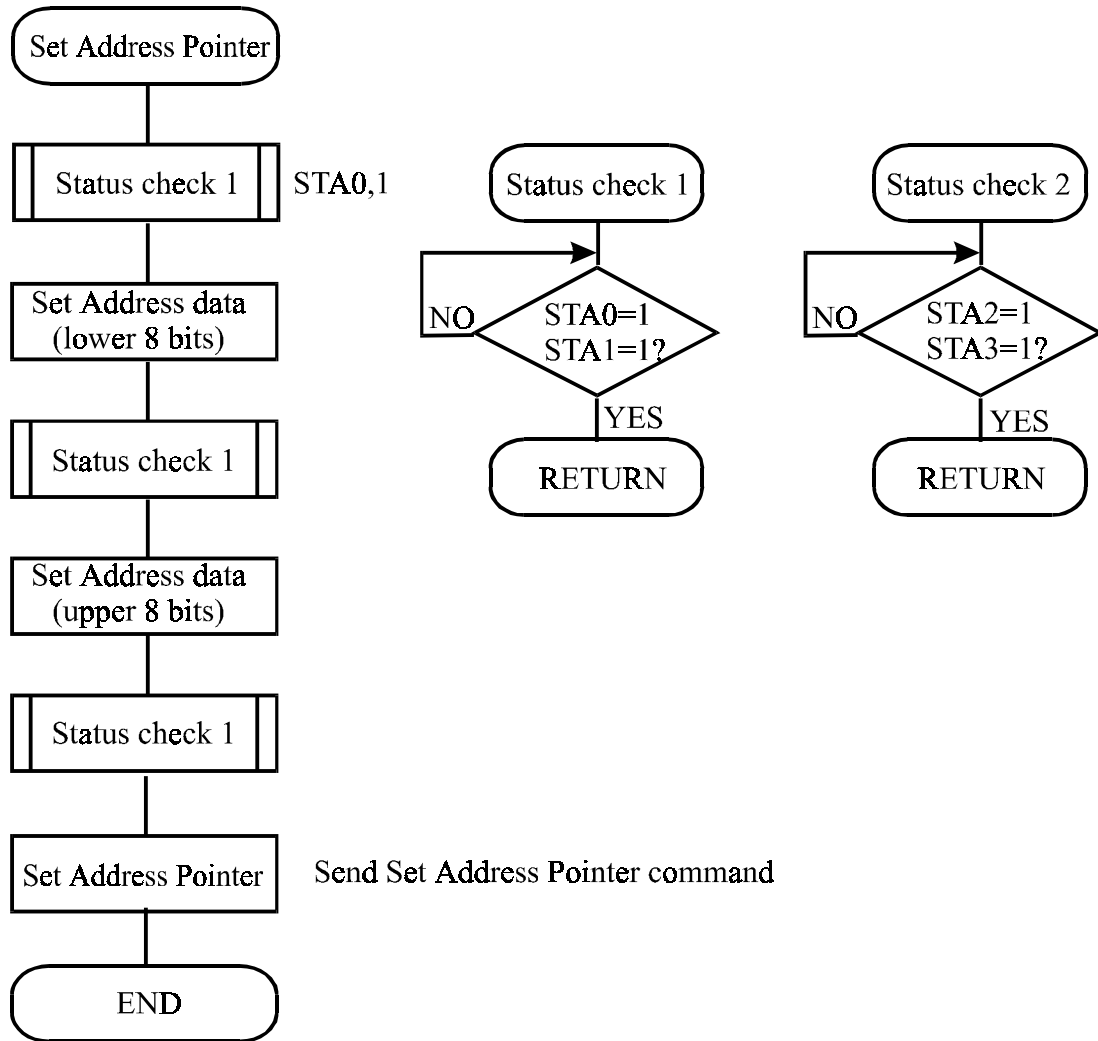 Set Address Pointer
Status check 1
STA0,1
Set Address data
(lower 8 bits)
Status check 1
Set Address data
(upper 8 bits)
Status check 1
Set Address Pointer
Send Set Address Pointer command
END
Status check 1
NO
STA0=1
STA1=1?
YES
RETURN
Status check 2
NO
STA2=1
STA3=1?
YES
RETURN